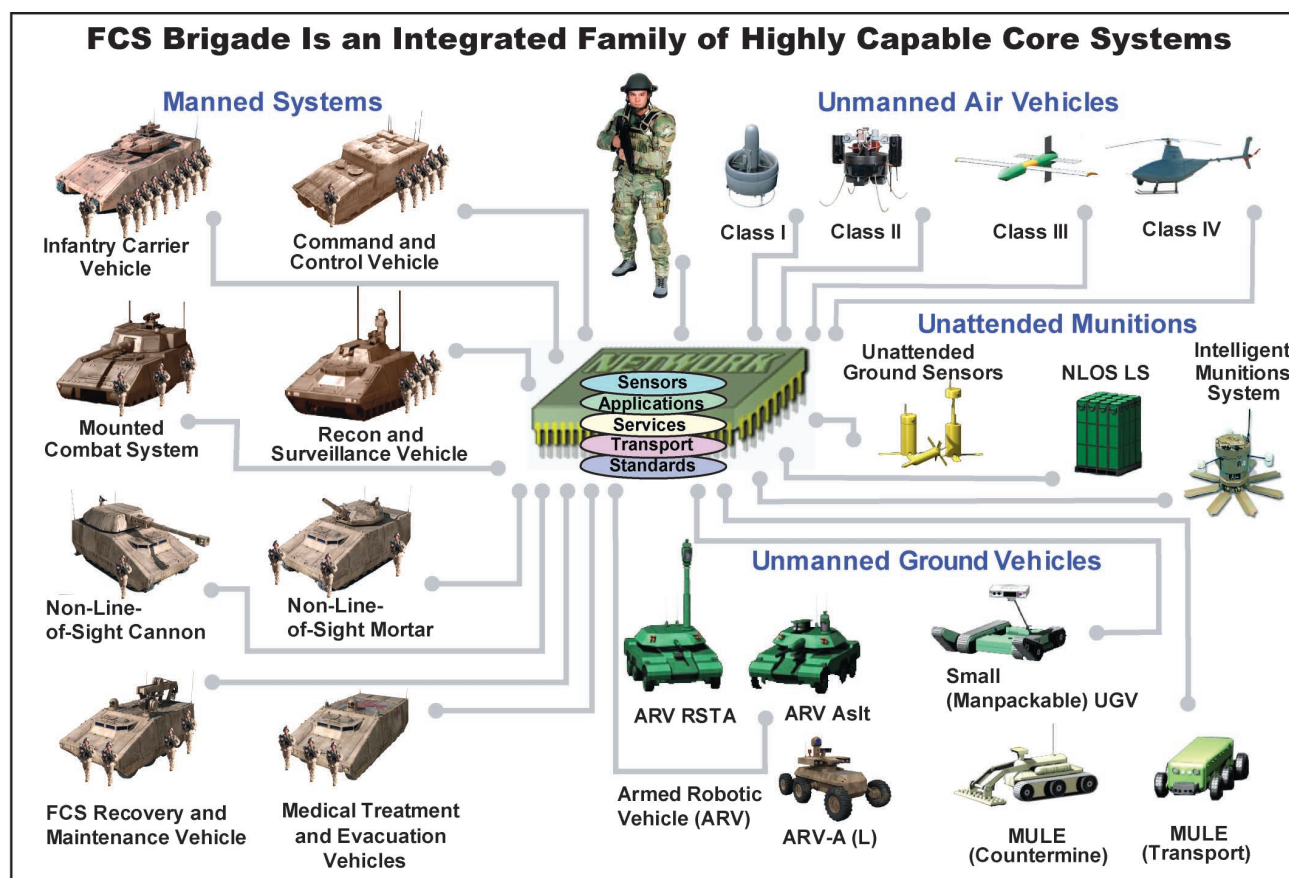 FCS Brigade Is an Integrated Family of Highly Capable Core Systems
Manned Systems
Infantry Carrier
Vehicle
Command and
Control Vehicle
Mounted
Combat System
Recon and
Surveillance Vehicle
Non-Line-
of-Sight Cannon
Non-Line-
of-Sight Mortar
FCS Recovery and
Maintenance Vehicle
Medical Treatment
and Evacuation
Vehicles
NETWORK
Sensors
Applications
Services
Transport
Standards
Unmanned Air Vehicles
Class I
Class II
Class III
Class IV
Unattended Munitions
Unattended
Ground Sensors
NLOS LS
Intelligent
Munitions
System
Unmanned Ground Vehicles
ARV RSTA
ARV Aslt
Armed Robotic
Vehicle (ARV)
ARV-A (L)
Small
(Manpackable) UGV
MULE
(Countermine)
MULE
(Transport)